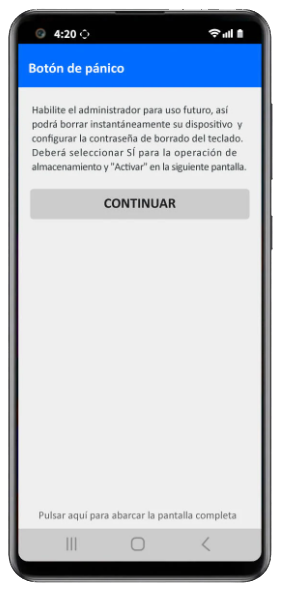 4:20
Botón de pánico
Habilite el administrador para uso futuro, así
podrá borrar instantáneamente su dispositivo y
configurar la contraseña de borrado del teclado.
Deberá seleccionar SÍ para la operación de
almacenamiento y "Activar" en la siguiente pantalla.
CONTINUAR
Pulsar aquí para abarcar la pantalla completa